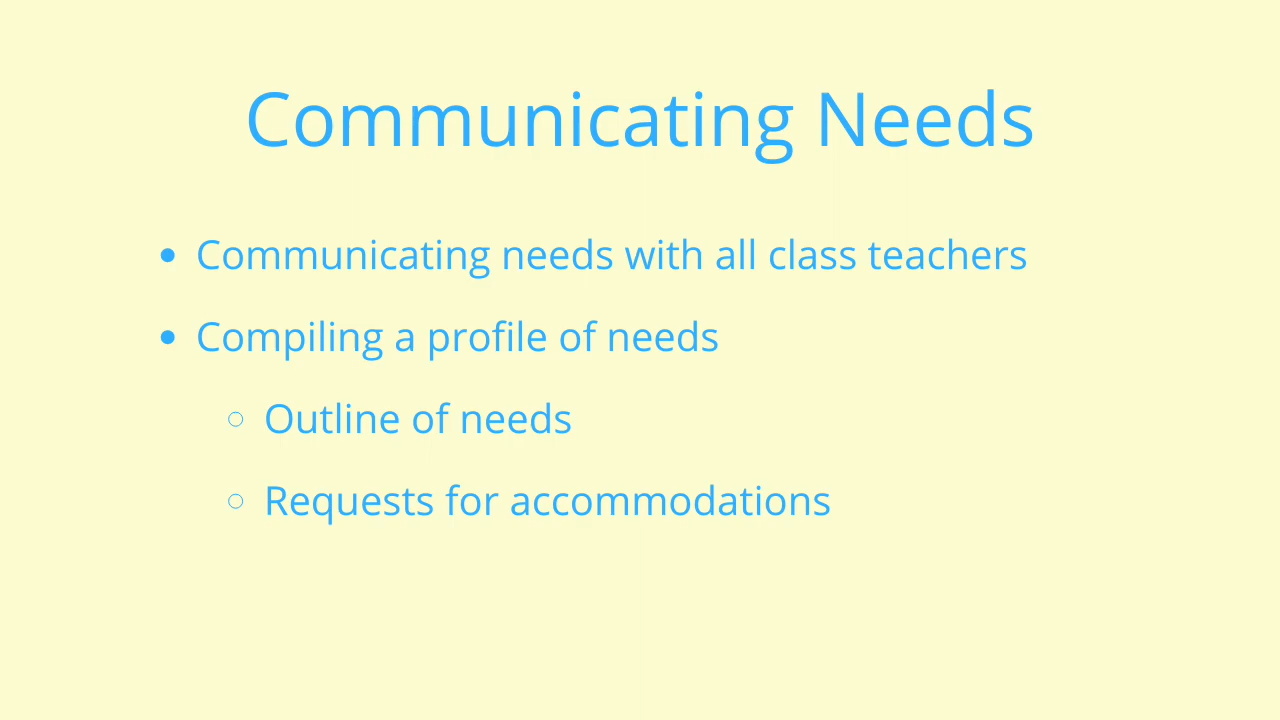 Communicating Needs
• Communicating needs with all class teachers
• Compiling a profile of needs
○ Outline of needs
○ Requests for accommodations